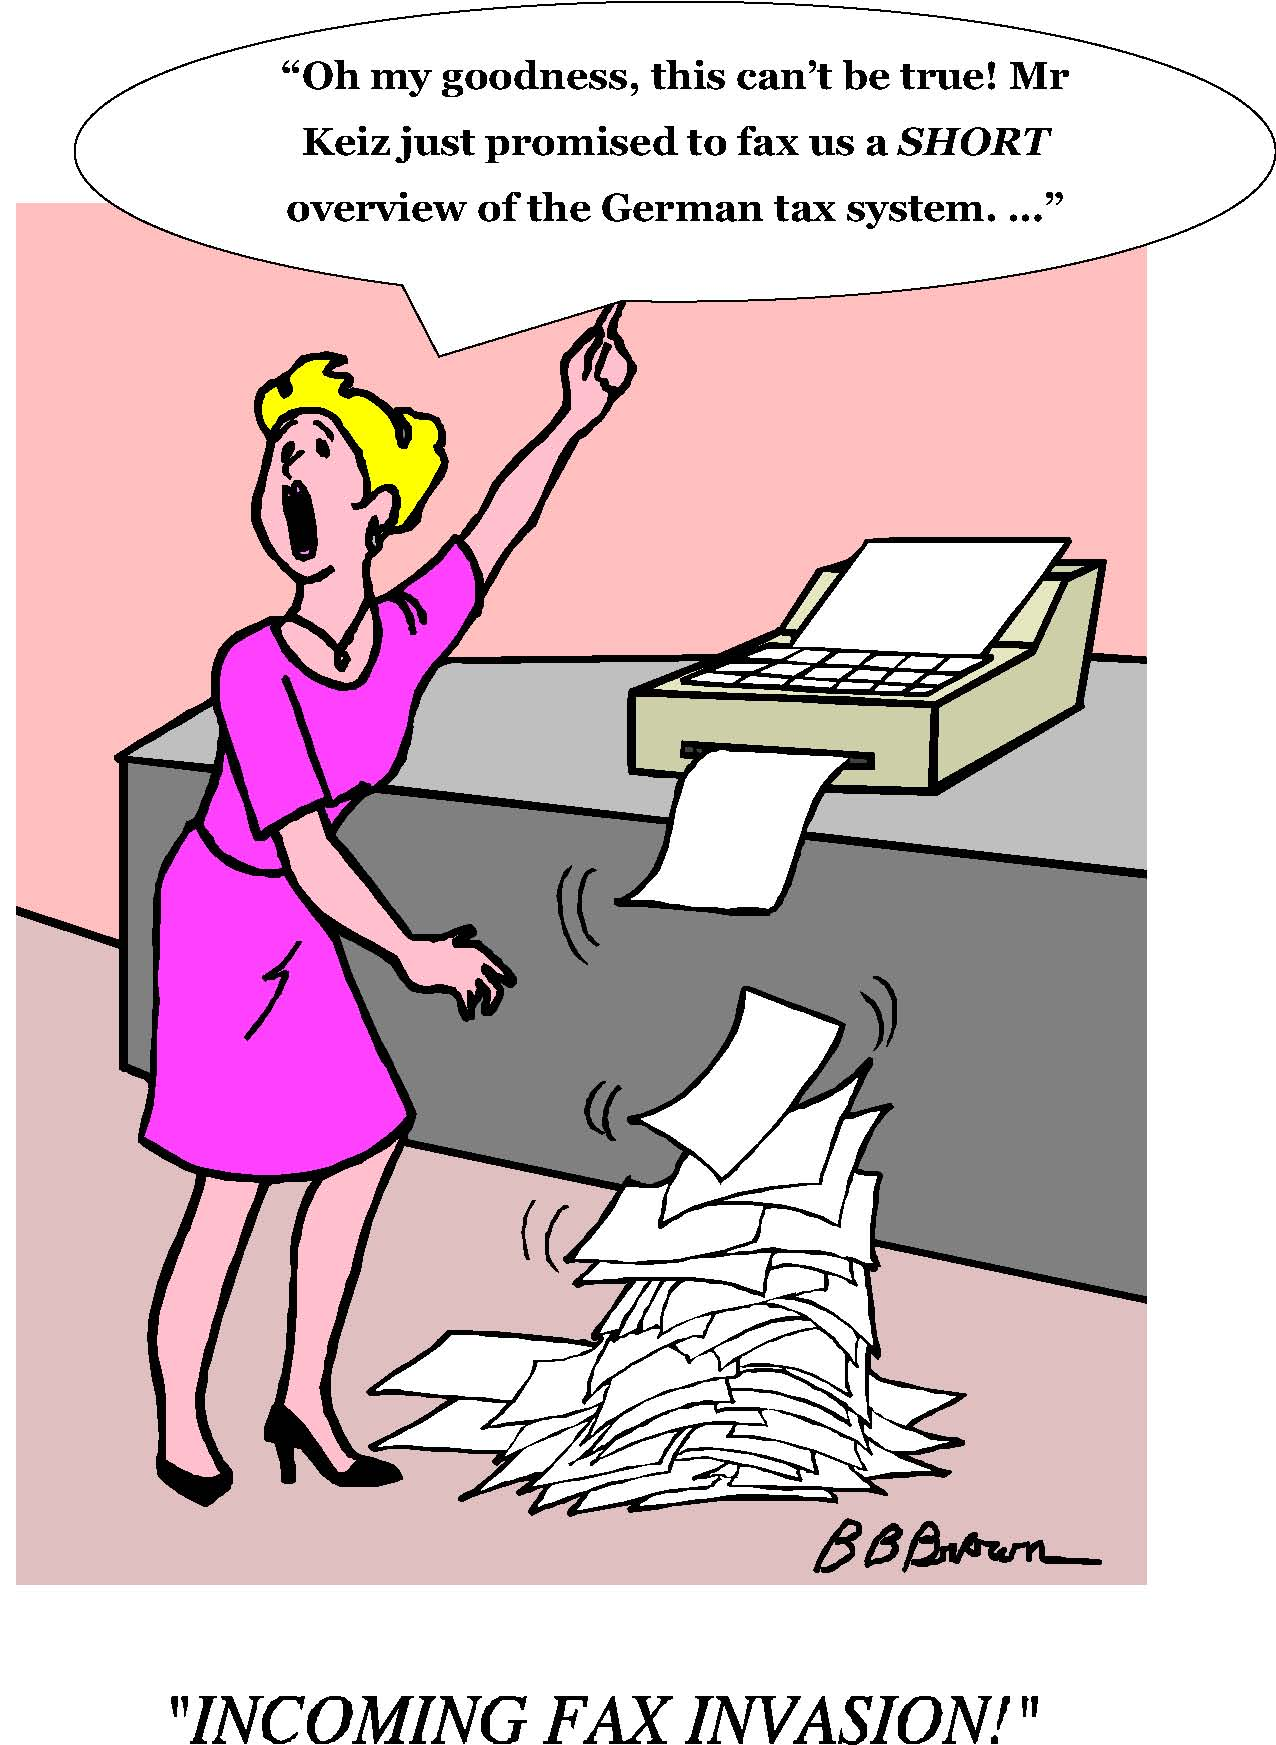 “Oh my goodness, this can’t be true! Mr
Keiz just promised to fax us a SHORT
overview of the German tax system. ...”
BBBrown
"INCOMING FAX INVASION!"